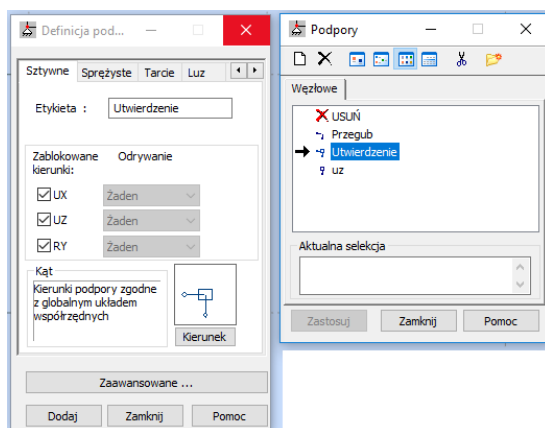 Definicja pod...
Sztywne Sprężyste Tarcie Luz
Etykieta : Utwierdzenie
Zablokowane kierunki: Odrywanie
UX Żaden
UZ Żaden
RY Żaden
Kąt
Kierunki podpory zgodne
z globalnym układem
współrzędnych
Kierunek
Zaawansowane ...
Dodaj Zamknij Pomoc
Podpory
Węzłowe
USUŃ
Przegub
Utwierdzenie
uz
Aktualna selekcja
Zastosuj Zamknij Pomoc